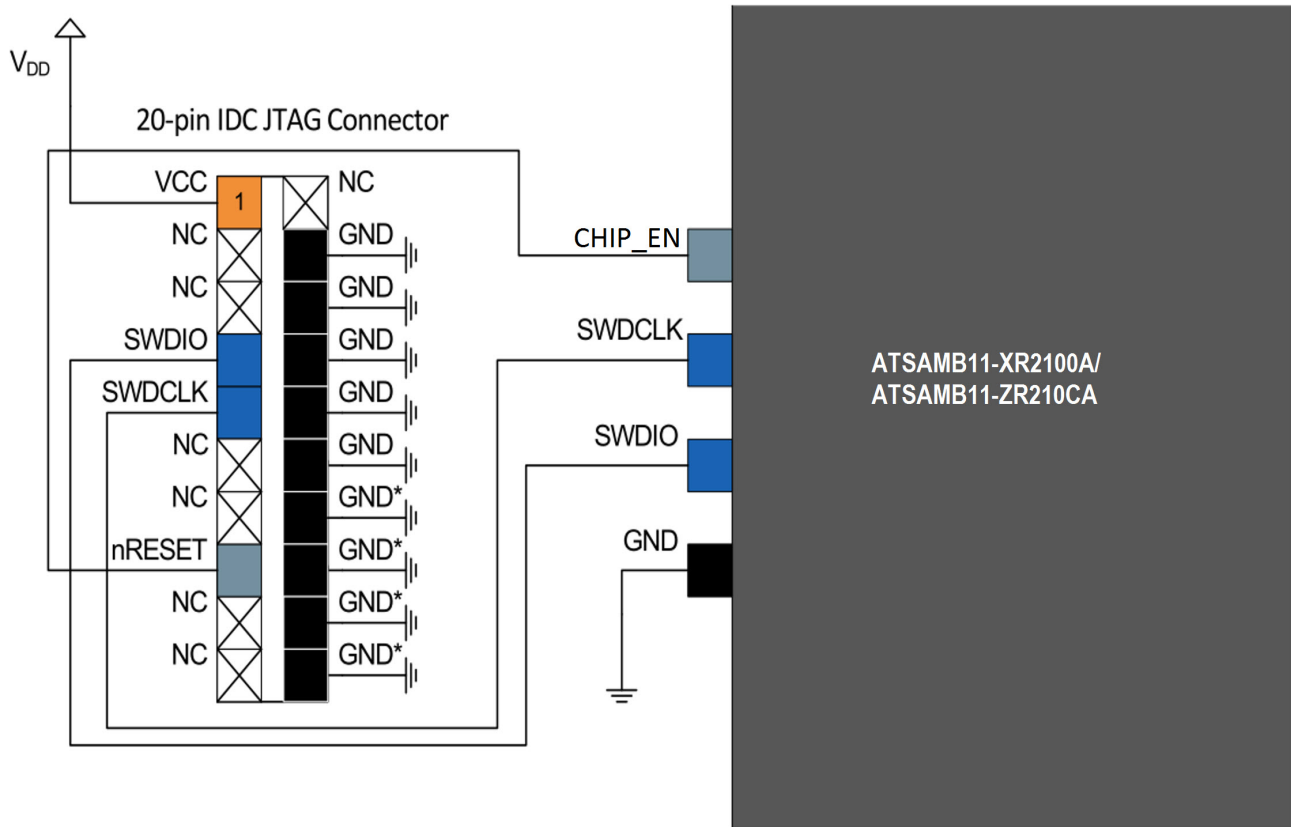 V_DD
20-pin IDC JTAG Connector
VCC
1
NC
NC
GND
NC
GND
SWDIO
GND
SWDCLK
GND
NC
GND
NC
GND*
nRESET
GND*
NC
GND*
NC
GND*
CHIP_EN
SWDCLK
SWDIO
GND
ATSAMB11-XR2100A/
ATSAMB11-ZR210CA